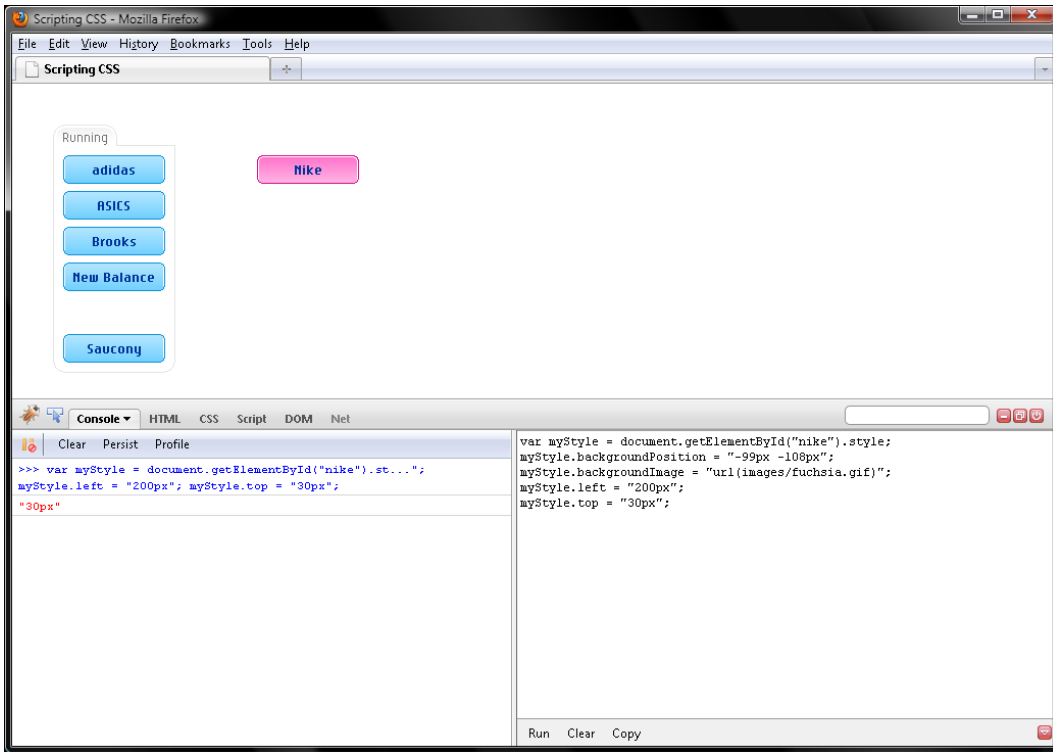 Scripting CSS - Mozilla Firefox
File Edit View History Bookmarks Tools Help
Scripting CSS
Running
adidas
Nike
ASICS
Brooks
New Balance
Saucony
Console HTML CSS Script DOM Net
Clear Persist Profile
>>> var myStyle = document.getElementById("nike").st...";
myStyle.left = "200px"; myStyle.top = "30px";
"30px"
var myStyle = document.getElementById("nike").style;
myStyle.backgroundPosition = "-99px -108px";
myStyle.backgroundImage = "url(images/fuchsia.gif)";
myStyle.left = "200px";
myStyle.top = "30px";
Run Clear Copy